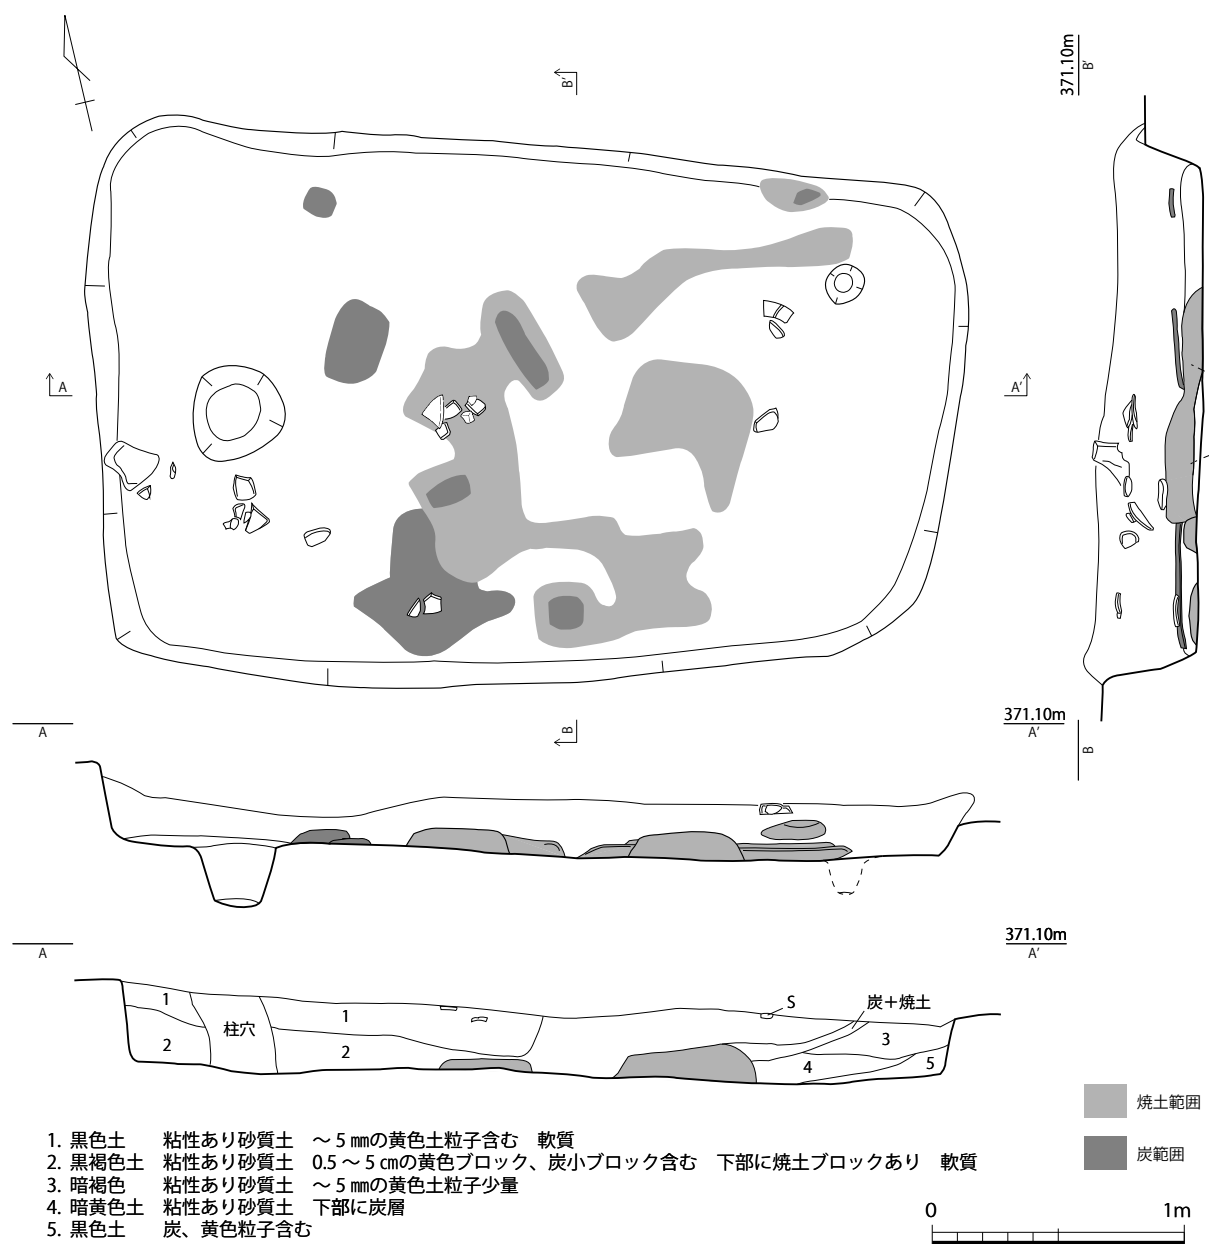 371.10m
B′
B′
A
A′
B
371.10m
A
A′
B
371.10m
A
A′
S
炭＋焼土
1
1
柱穴
3
2
2
4
5
焼土範囲
炭範囲
1. 黒色土　粘性あり砂質土　～5㎜の黄色土粒子含む　軟質
2. 黒褐色土　粘性あり砂質土　0.5～5㎝の黄色ブロック、炭小ブロック含む　下部に焼土ブロックあり　軟質
3. 暗褐色　粘性あり砂質土　～5㎜の黄色土粒子少量
4. 暗黄色土　粘性あり砂質土　下部に炭層
5. 黒色土　炭、黄色粒子含む
0 1m